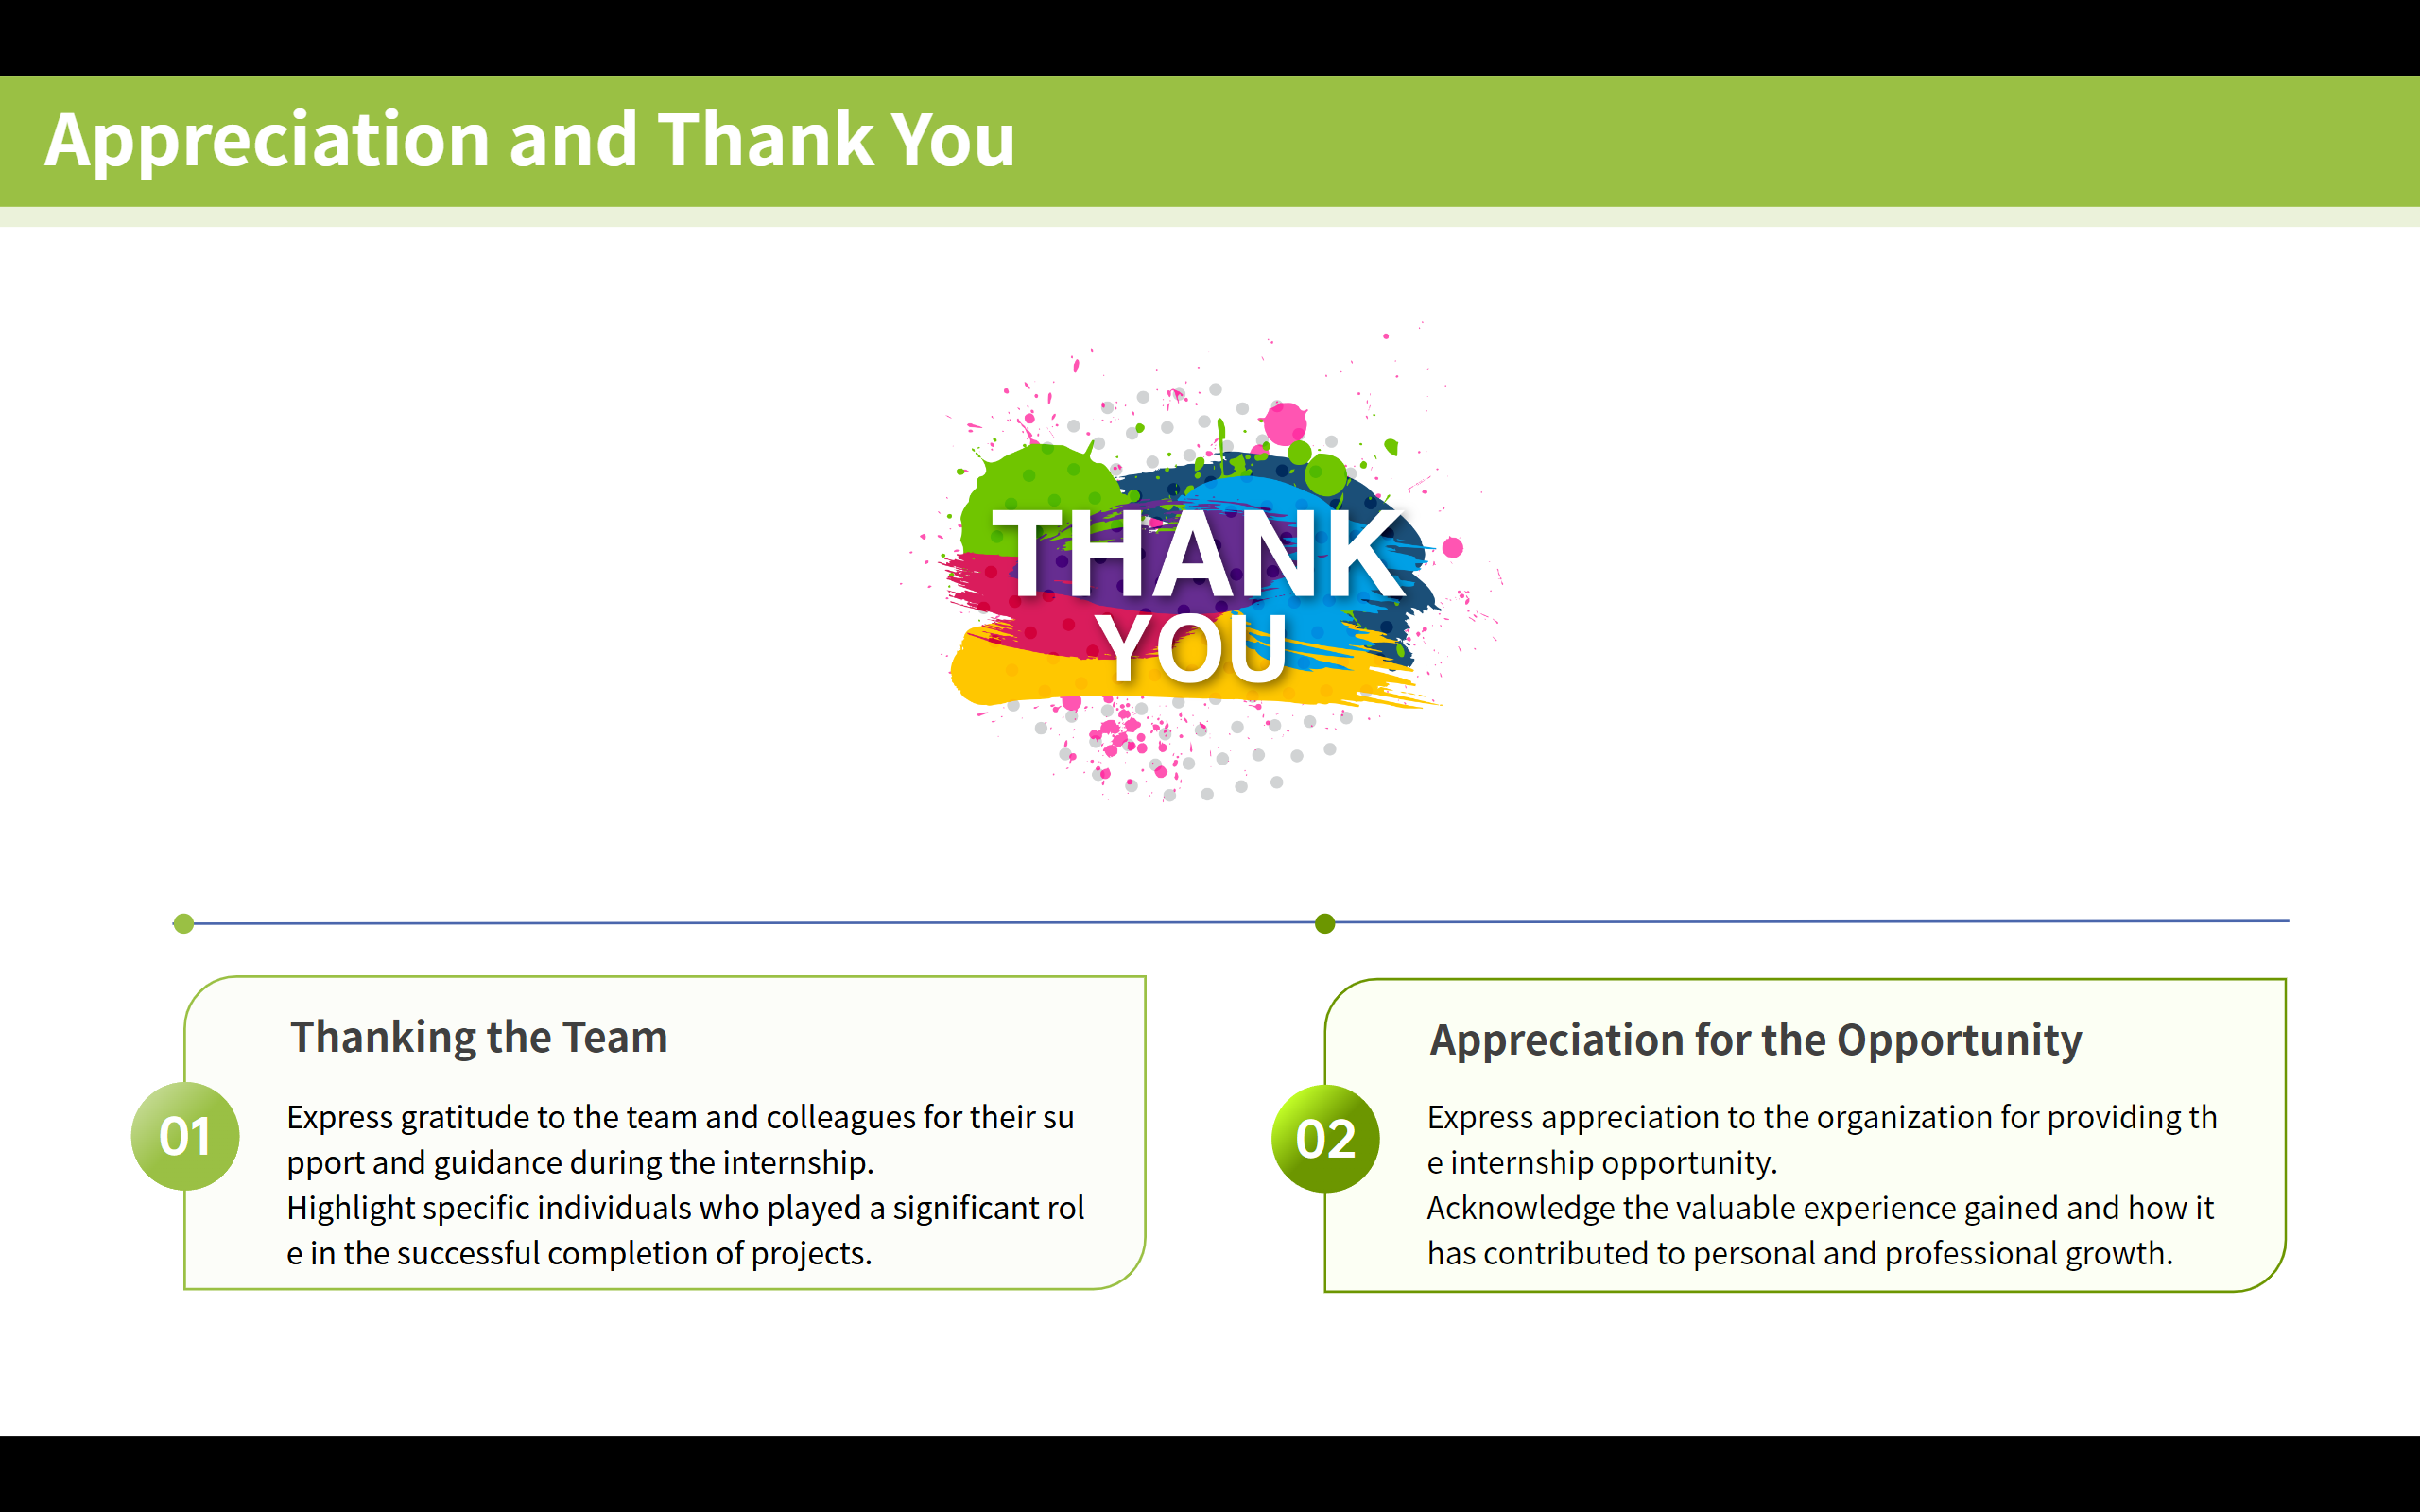 Appreciation and Thank You
THANK
YOU
Thanking the Team
01
Express gratitude to the team and colleagues for their su
pport and guidance during the internship.
Highlight specific individuals who played a significant rol
e in the successful completion of projects.
Appreciation for the Opportunity
02
Express appreciation to the organization for providing th
e internship opportunity.
Acknowledge the valuable experience gained and how it
has contributed to personal and professional growth.